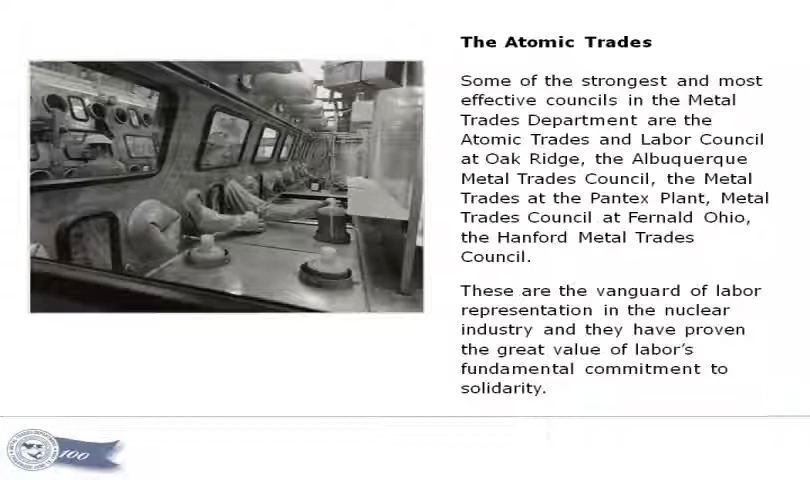 The Atomic Trades
Some of the strongest and most
effective councils in the Metal
Trades Department are the
Atomic Trades and Labor Council
at Oak Ridge, the Albuquerque
Metal Trades Council, the Metal
Trades at the Pantex Plant, Metal
Trades Council at Fernald Ohio,
the Hanford Metal Trades
Council.
These are the vanguard of labor
representation in the nuclear
industry and they have proven
the great value of labor’s
fundamental commitment to
solidarity.
100